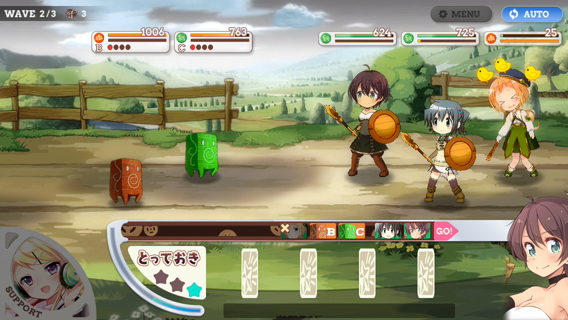 WAVE 2/3 3
MENU
AUTO
1006
B
763
C
624
725
25
B
C
GO!
とっておき
SUPPORT